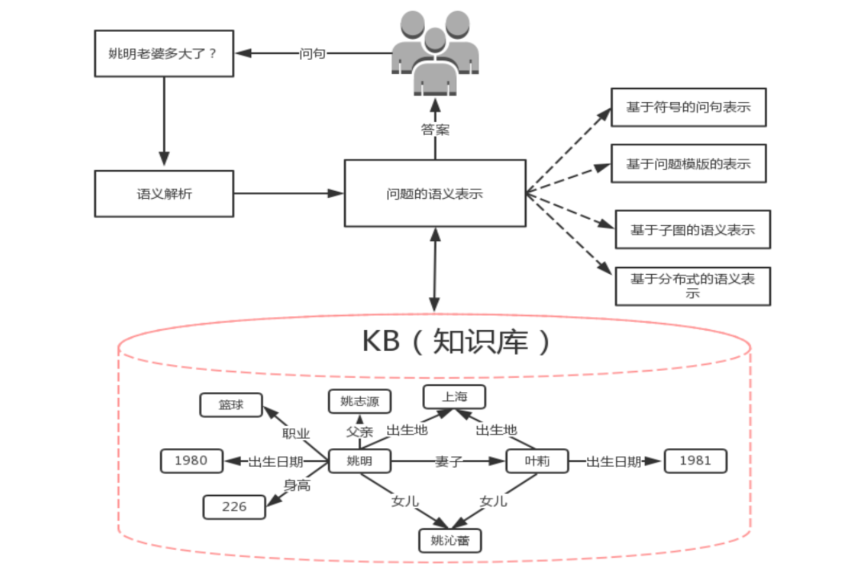 姚明老婆多大了？
问句
答案
基于符号的问句表示
基于问题模版的表示
语义解析
问题的语义表示
基于子图的语义表示
基于分布式的语义表
示
KB（知识库）
篮球
姚志源
上海
职业
父亲
出生地
出生地
1980
出生日期
姚明
妻子
叶莉
出生日期
1981
身高
226
女儿
女儿
姚沁蕾